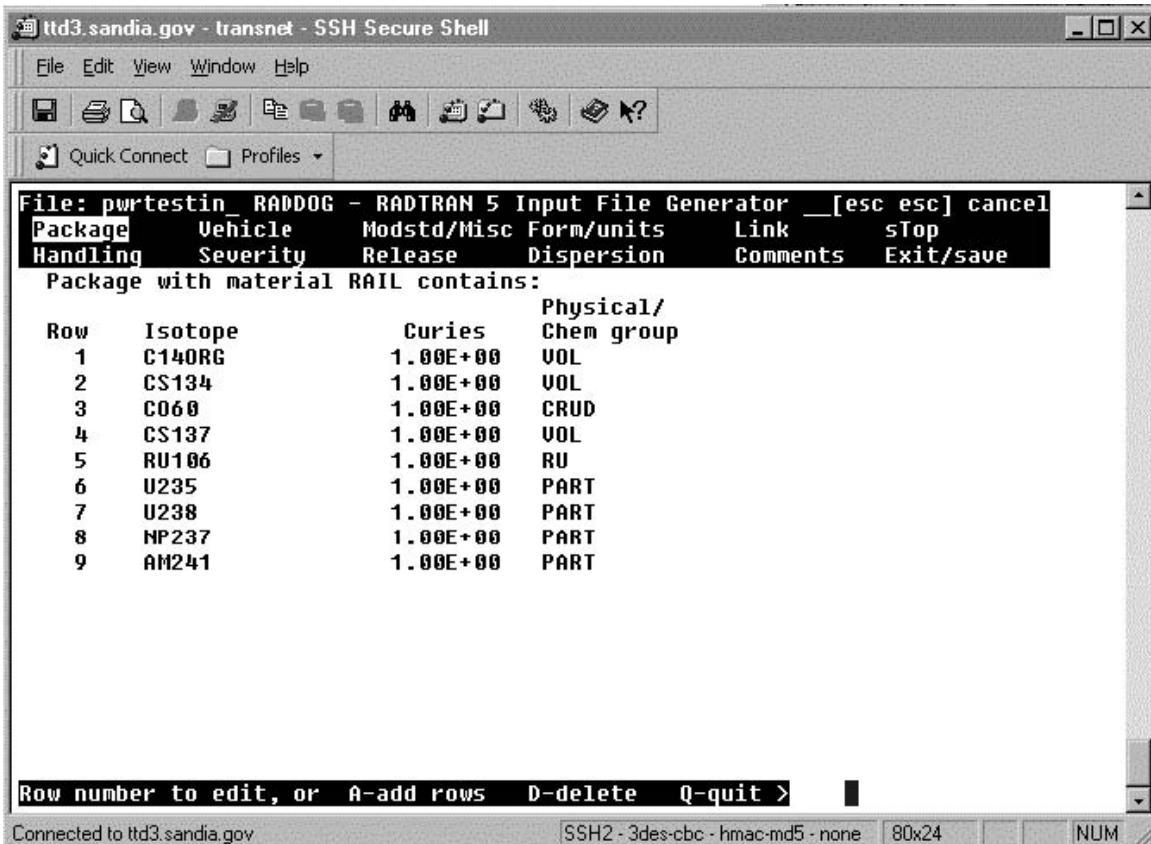 ttd3.sandia.gov - transnet - SSH Secure Shell
File Edit View Window Help
Quick Connect Profiles
File: pwrtestin_ RADDOG - RADTRAN 5 Input File Generator __[esc esc] cancel
Package Vehicle Modstd/Misc Form/units Link sTop
Handling Severity Release Dispersion Comments Exit/save
Package with material RAIL contains:
Physical/
Row Isotope Curies Chem group
1 C14ORG 1.00E+00 VOL
2 CS134 1.00E+00 VOL
3 CO60 1.00E+00 CRUD
4 CS137 1.00E+00 VOL
5 RU106 1.00E+00 RU
6 U235 1.00E+00 PART
7 U238 1.00E+00 PART
8 NP237 1.00E+00 PART
9 AM241 1.00E+00 PART
Row number to edit, or A-add rows D-delete Q-quit >
Connected to ttd3.sandia.gov SSH2 - 3des-cbc - hmac-md5 - none 80x24 NUM